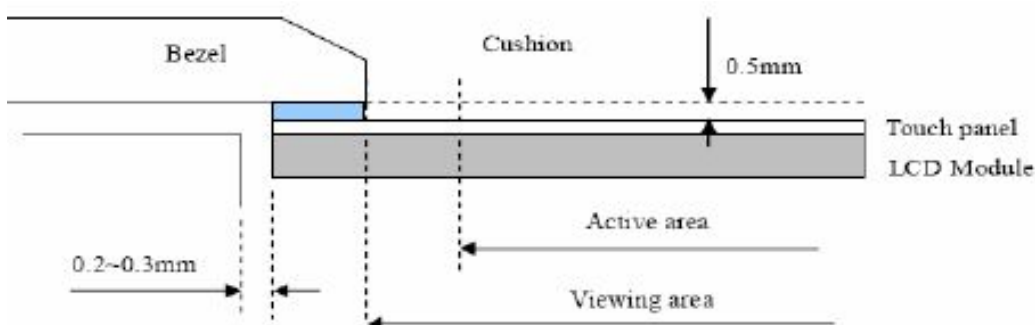 Cushion
Bezel
0.5mm
Touch panel
LCD Module
Active area
0.2~0.3mm
Viewing area